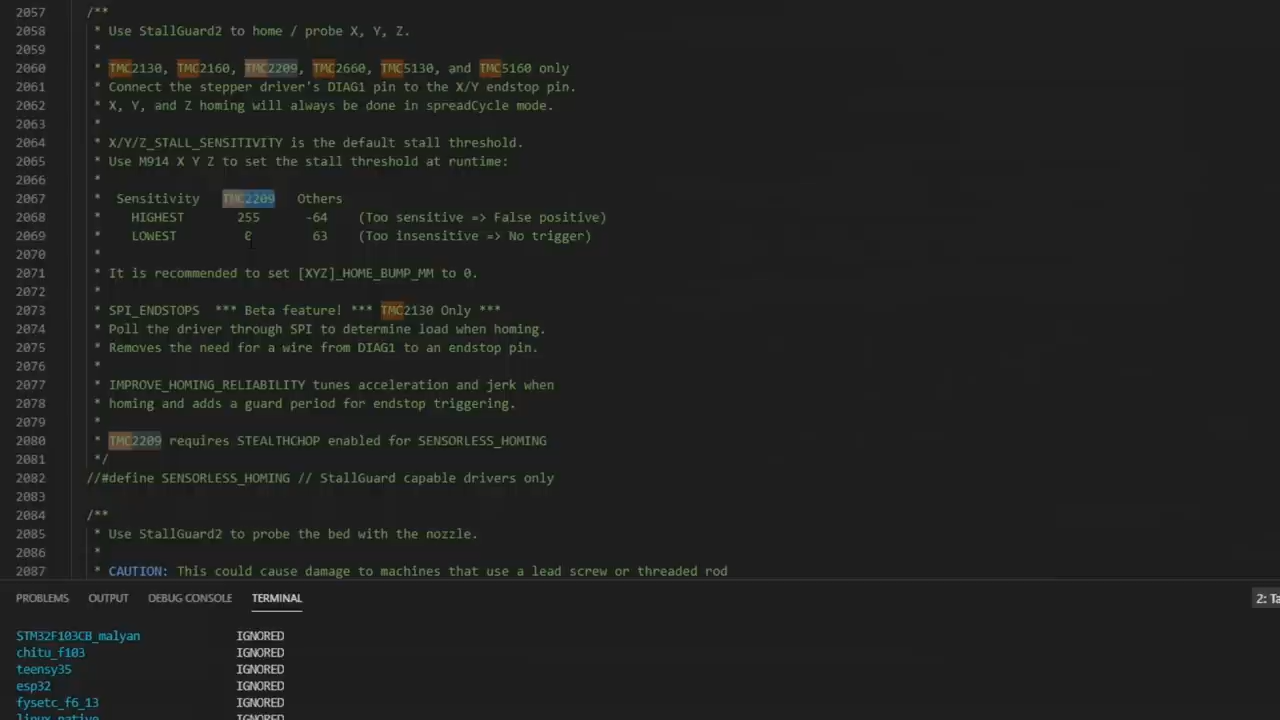 2057 /**
2058 * Use StallGuard2 to home / probe X, Y, Z.
2059 *
2060 * TMC2130, TMC2160, TMC2209, TMC2660, TMC5130, and TMC5160 only
2061 * Connect the stepper driver's DIAG1 pin to the X/Y endstop pin.
2062 * X, Y, and Z homing will always be done in spreadCycle mode.
2063 *
2064 * X/Y/Z_STALL_SENSITIVITY is the default stall threshold.
2065 * Use M914 X Y Z to set the stall threshold at runtime:
2066 *
2067 * Sensitivity TMC2209 Others
2068 * HIGHEST 255 -64 (Too sensitive => False positive)
2069 * LOWEST 0 63 (Too insensitive => No trigger)
2070 *
2071 * It is recommended to set [XYZ]_HOME_BUMP_MM to 0.
2072 *
2073 * SPI_ENDSTOPS *** Beta feature! *** TMC2130 Only ***
2074 * Poll the driver through SPI to determine load when homing.
2075 * Removes the need for a wire from DIAG1 to an endstop pin.
2076 *
2077 * IMPROVE_HOMING_RELIABILITY tunes acceleration and jerk when
2078 * homing and adds a guard period for endstop triggering.
2079 *
2080 * TMC2209 requires STEALTHCHOP enabled for SENSORLESS_HOMING
2081 */
2082 //#define SENSORLESS_HOMING // StallGuard capable drivers only
2083
2084 /**
2085 * Use StallGuard2 to probe the bed with the nozzle.
2086 *
2087 * CAUTION: This could cause damage to machines that use a lead screw or threaded rod
PROBLEMS OUTPUT DEBUG CONSOLE TERMINAL 2: Ta
STM32F103CB_malyan IGNORED
chitu_f103 IGNORED
teensy35 IGNORED
esp32 IGNORED
fysetc_f6_13 IGNORED
linux_native IGNORED